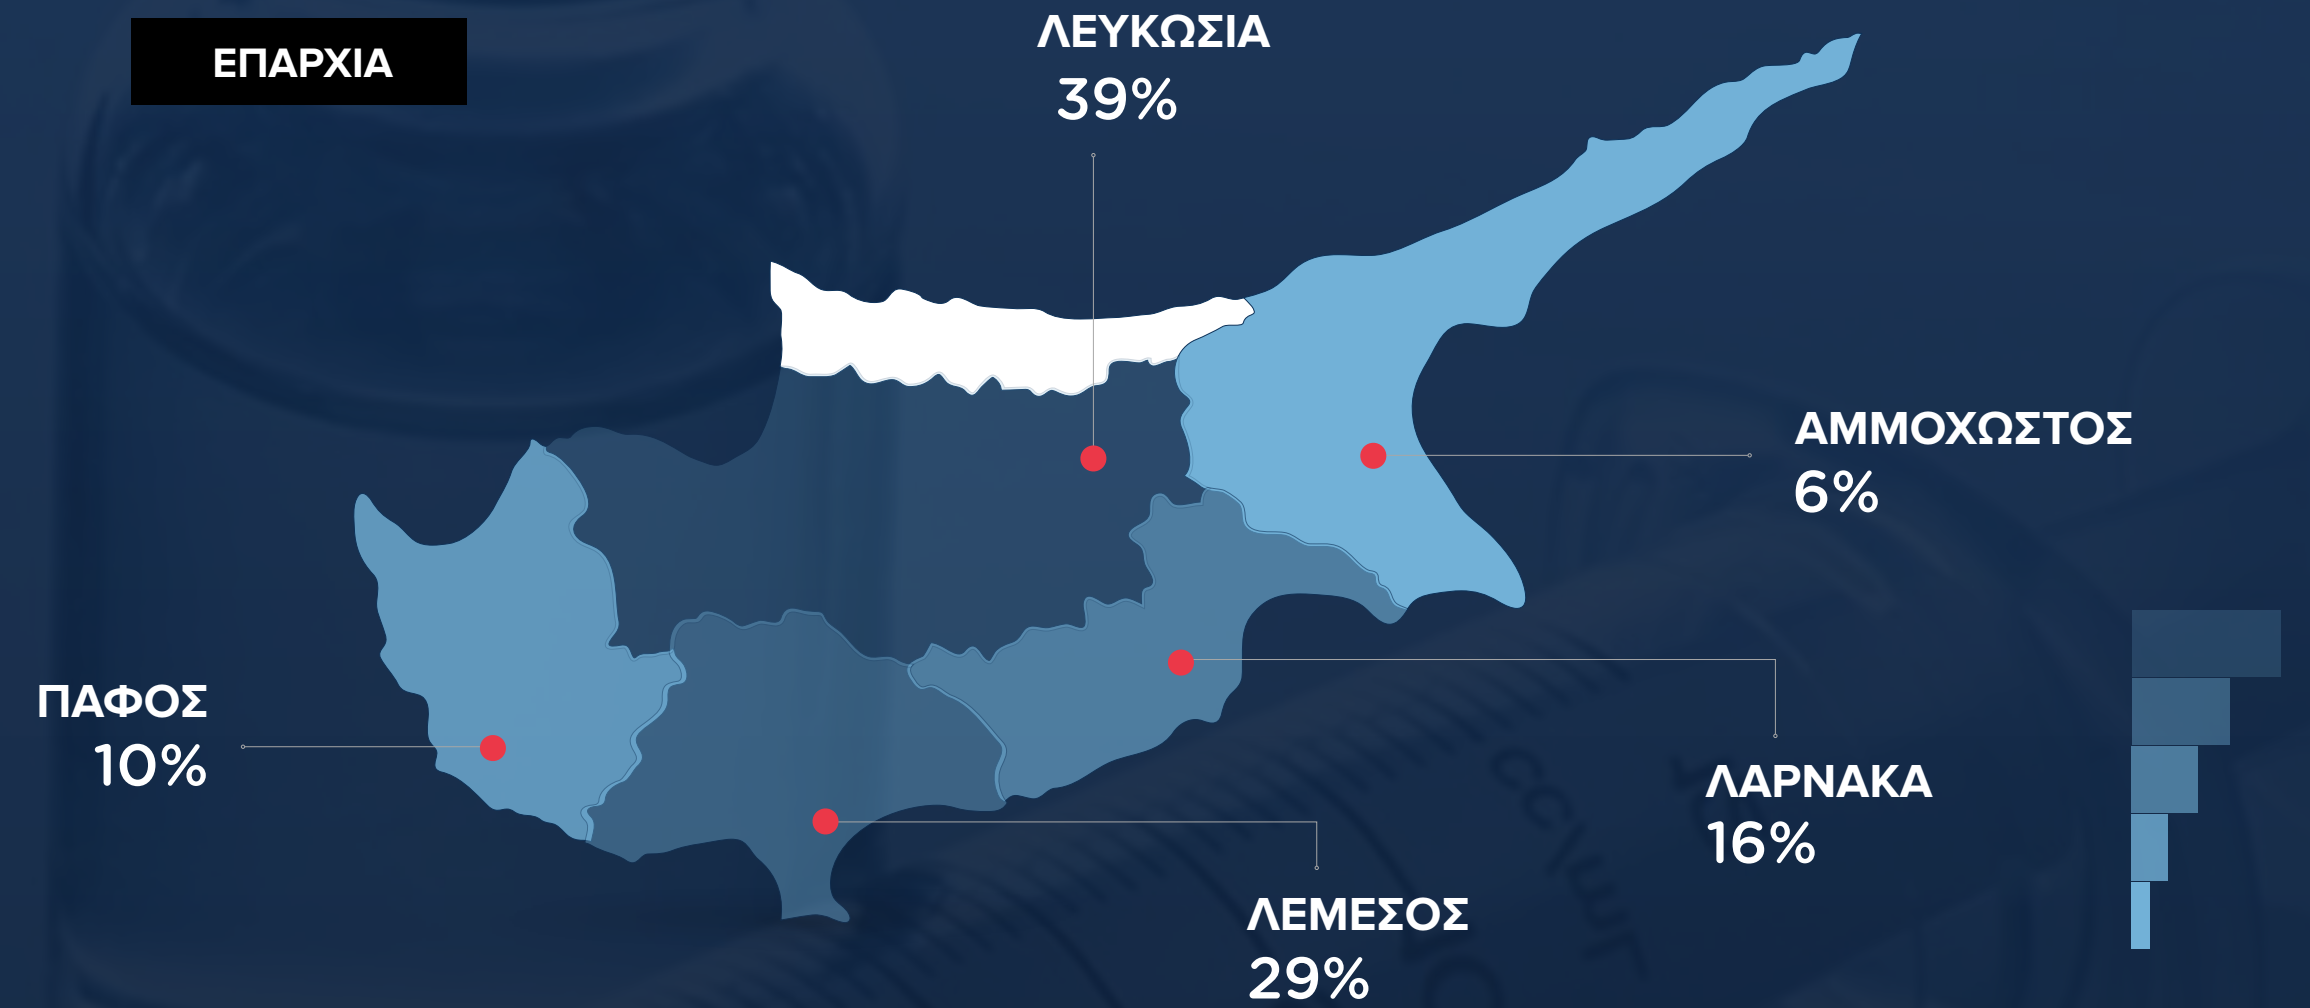 ΕΠΑΡΧΙΑ
ΛΕΥΚΩΣΙΑ
39%
ΑΜΜΟΧΩΣΤΟΣ
6%
ΠΑΦΟΣ
10%
ΛΑΡΝΑΚΑ
16%
ΛΕΜΕΣΟΣ
29%